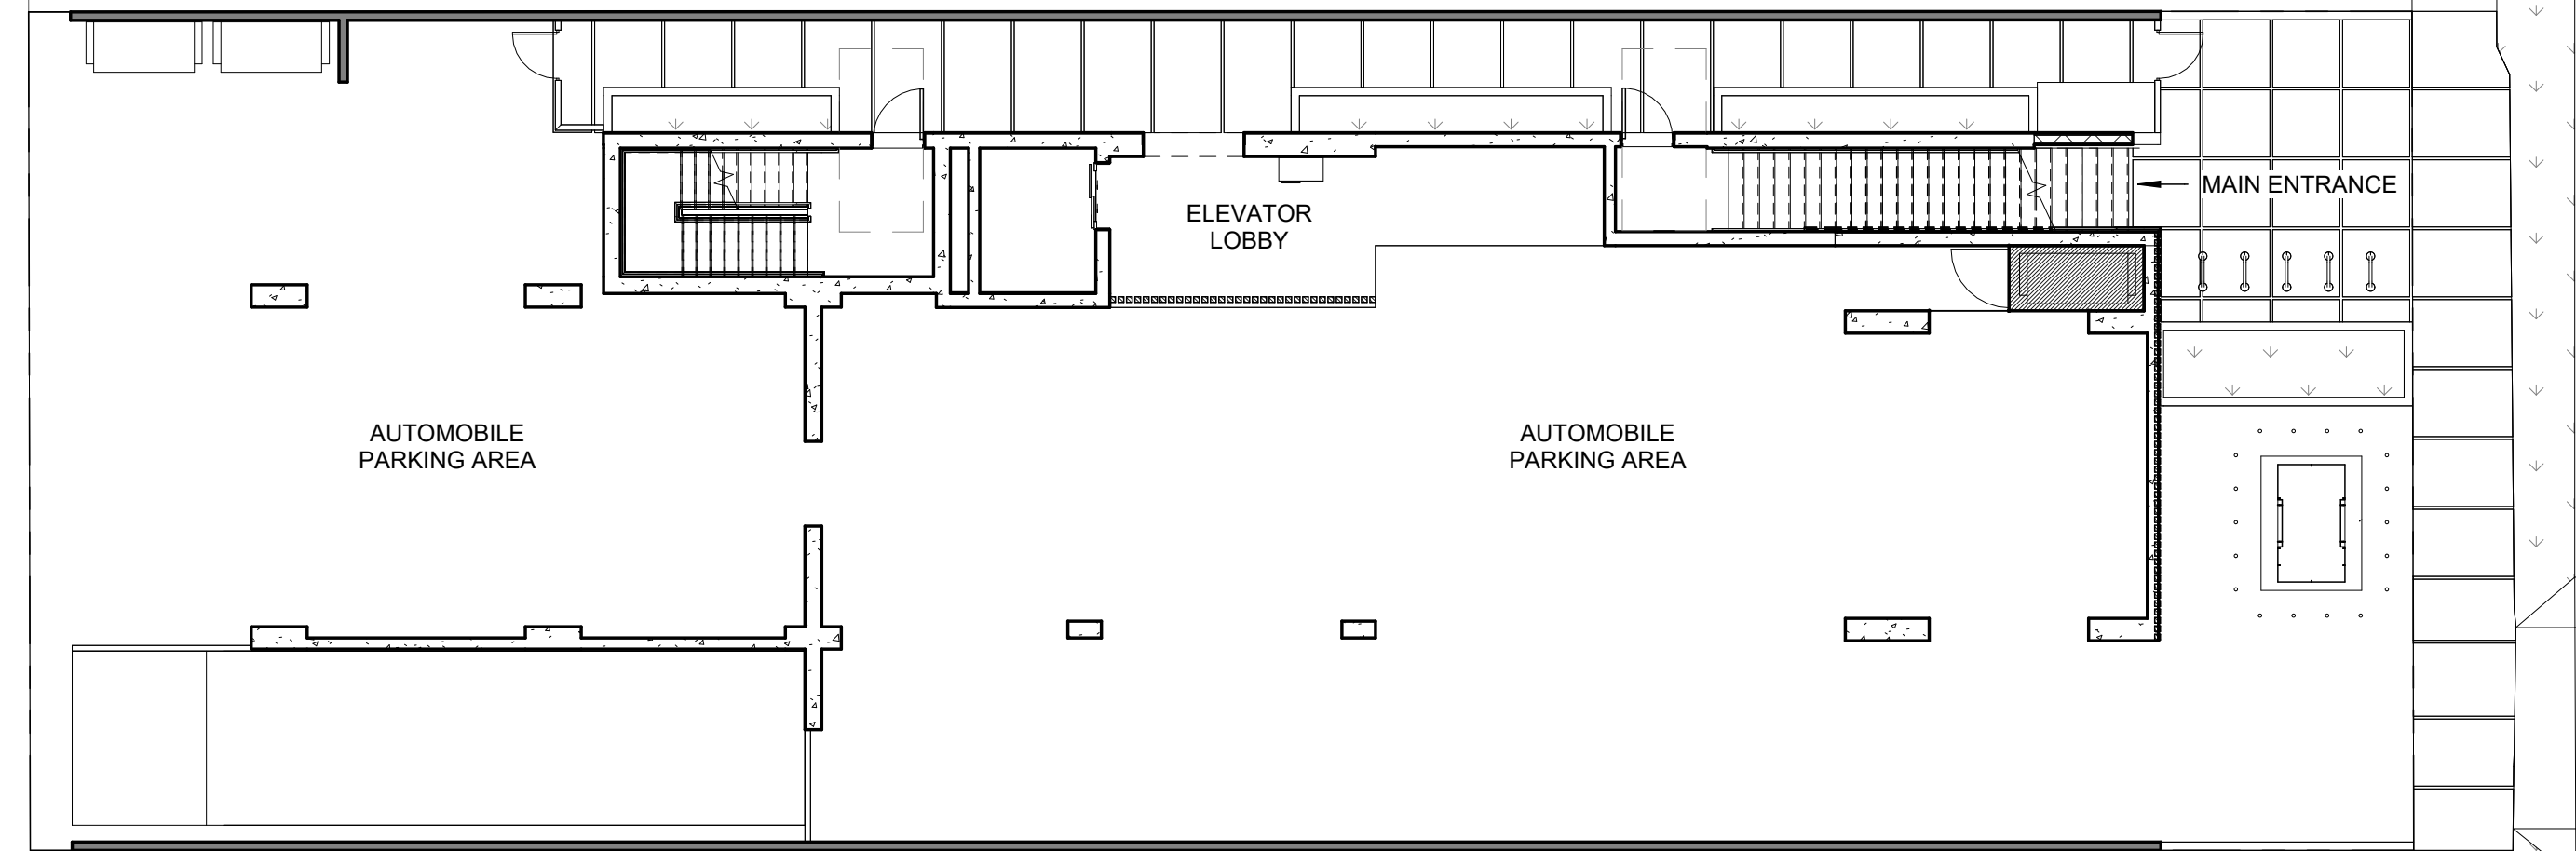 MAIN ENTRANCE
ELEVATOR
LOBBY
AUTOMOBILE
PARKING AREA
AUTOMOBILE
PARKING AREA